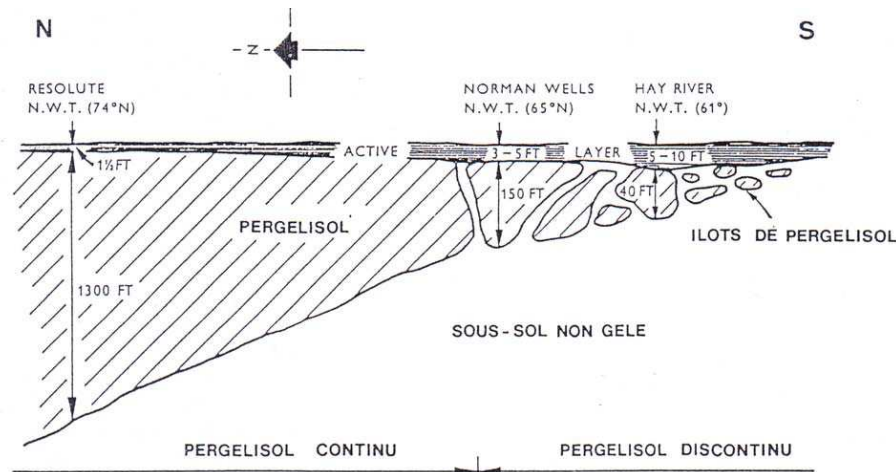 N
S
- Z -
RESOLUTE
N.W.T. (74°N)
NORMAN WELLS
N.W.T. (65°N)
HAY RIVER
N.W.T. (61°)
1½FT
ACTIVE
3-5 FT
LAYER
5-10 FT
150 FT
40 FT
PERGELISOL
ILOTS DE PERGELISOL
1300 FT
SOUS-SOL NON GELE
PERGELISOL CONTINU
PERGELISOL DISCONTINU